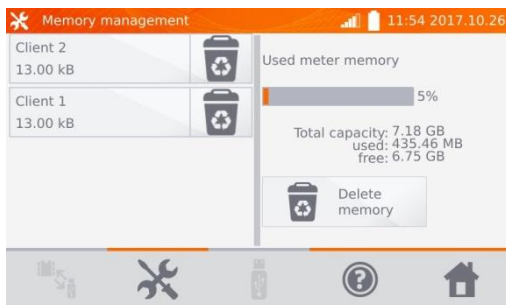 Memory management
11:54 2017.10.26
Client 2
13.00 kB
Client 1
13.00 kB
Used meter memory
5%
Total capacity: 7.18 GB
used: 435.46 MB
free: 6.75 GB
Delete
memory
?